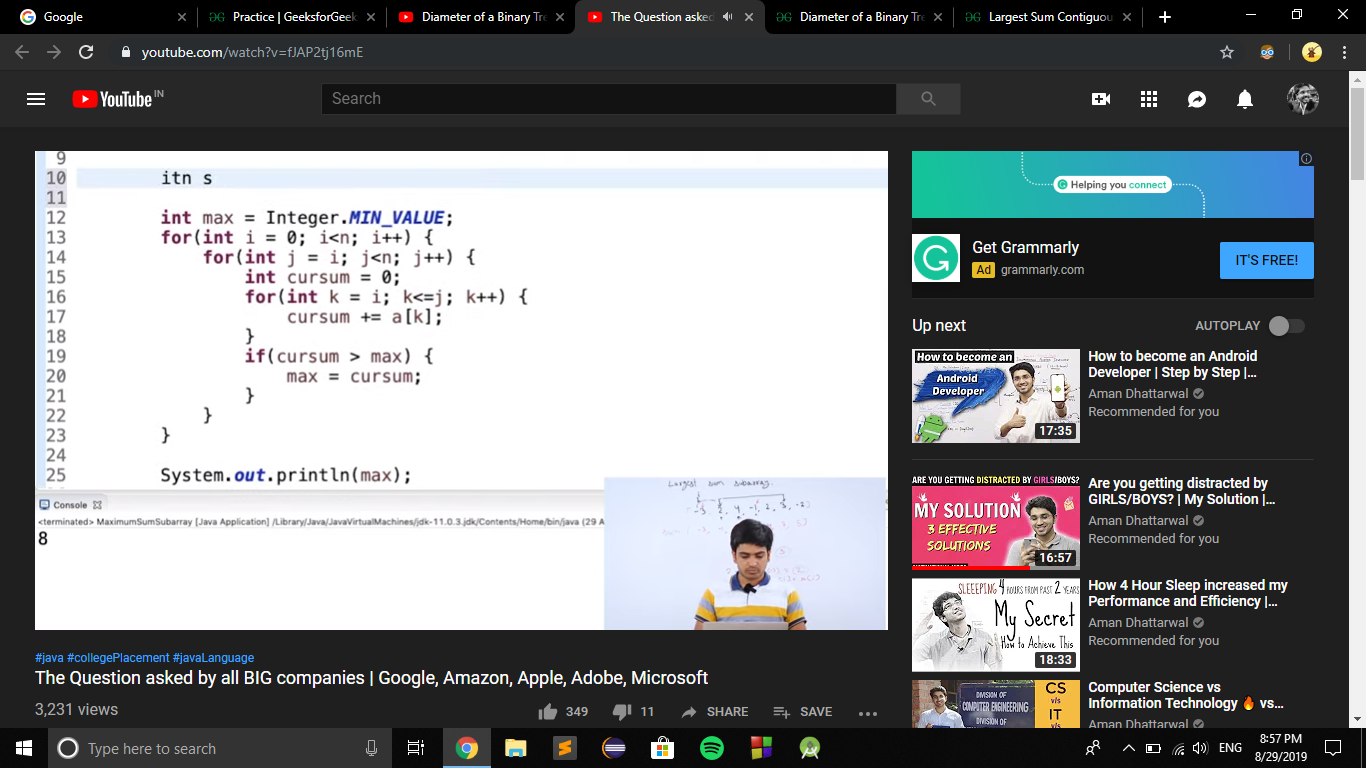 Google
Practice | GeeksforGeek
Diameter of a Binary Tre
The Question asked
Diameter of a Binary Tre
Largest Sum Contiguou
youtube.com/watch?v=fJAP2tj16mE
YouTube IN
Search
9
10 itn s
11
12 int max = Integer.MIN_VALUE;
13 for(int i = 0; i<n; i++) {
14 for(int j = i; j<n; j++) {
15 int cursum = 0;
16 for(int k = i; k<=j; k++) {
17 cursum += a[k];
18 }
19 if(cursum > max) {
20 max = cursum;
21 }
22 }
23 }
24
25 System.out.println(max);
Console
<terminated> MaximumSumSubarray [Java Application] /Library/Java/JavaVirtualMachines/jdk-11.0.3.jdk/Contents/Home/bin/java (29 A
8
Largest sum subarray.
#java #collegePlacement #javaLanguage
The Question asked by all BIG companies | Google, Amazon, Apple, Adobe, Microsoft
3,231 views
349
11
SHARE
SAVE
Helping you connect
Get Grammarly
Ad grammarly.com
IT'S FREE!
Up next
AUTOPLAY
How to become an
Android
Developer
17:35
How to become an Android
Developer | Step by Step |...
Aman Dhattarwal
Recommended for you
ARE YOU GETTING DISTRACTED BY GIRLS/BOYS?
MY SOLUTION
3 EFFECTIVE
SOLUTIONS
16:57
Are you getting distracted by
GIRLS/BOYS? | My Solution |...
Aman Dhattarwal
Recommended for you
SLEEEPING 4 HOURS FROM PAST 2 YEARS
My Secret
How to Achieve This
18:33
How 4 Hour Sleep increased my
Performance and Efficiency |...
Aman Dhattarwal
Recommended for you
DIVISION OF
COMPUTER ENGINEERING
DIVISION OF
CS
v/s
IT
Computer Science vs
Information Technology 🔥 vs...
Aman Dhattarwal
Type here to search
ENG
8:57 PM
8/29/2019